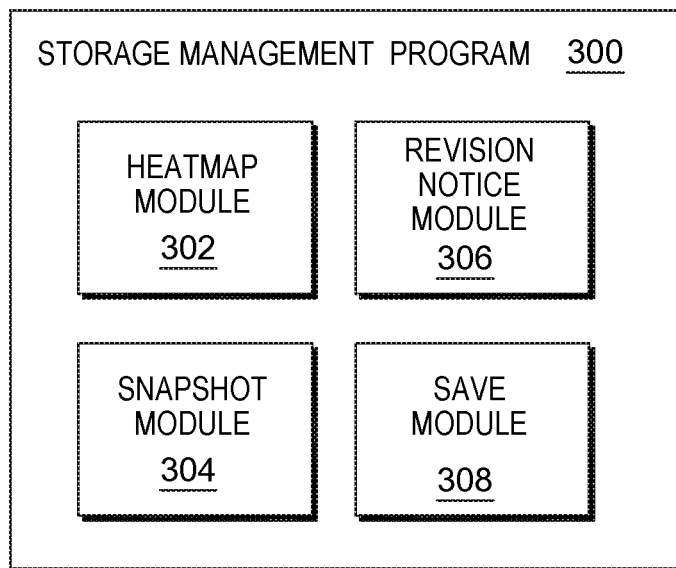 STORAGE MANAGEMENT PROGRAM 300
HEATMAP
MODULE
302
REVISION
NOTICE
MODULE
306
SNAPSHOT
MODULE
304
SAVE
MODULE
308